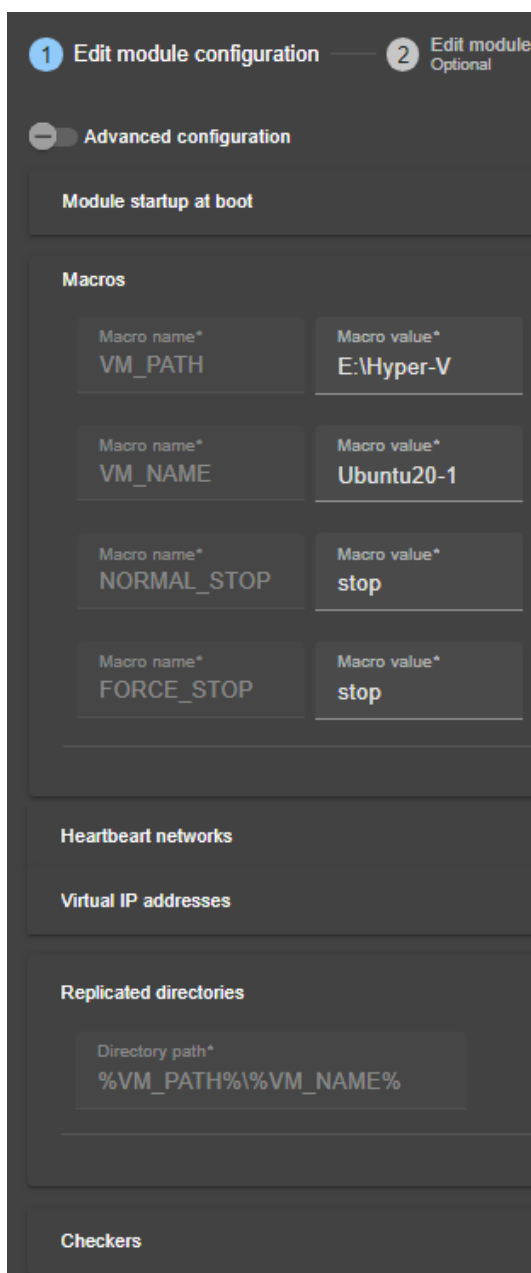 1 Edit module configuration 2 Edit module
Optional
Advanced configuration
Module startup at boot
Macros
Macro name* Macro value*
VM_PATH E:\Hyper-V
Macro name* Macro value*
VM_NAME Ubuntu20-1
Macro name* Macro value*
NORMAL_STOP stop
Macro name* Macro value*
FORCE_STOP stop
Heartbeart networks
Virtual IP addresses
Replicated directories
Directory path*
%VM_PATH%\%VM_NAME%
Checkers